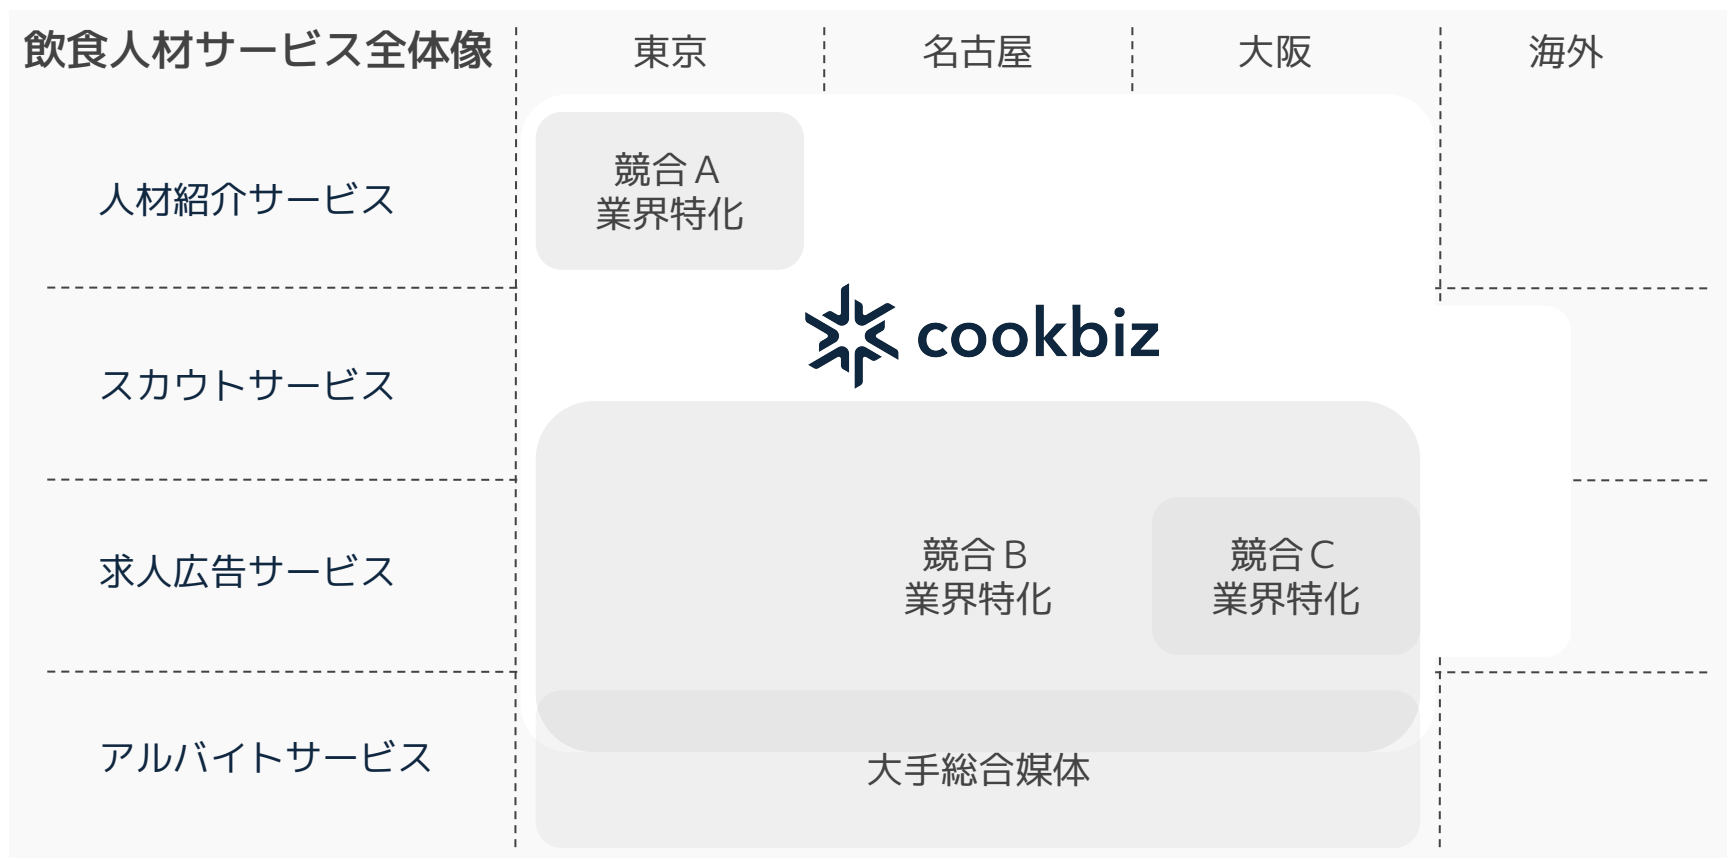 飲食人材サービス全体像
東京
名古屋
大阪
海外
人材紹介サービス
競合A
業界特化
cookbiz
スカウトサービス
求人広告サービス
競合B
業界特化
競合C
業界特化
アルバイトサービス
大手総合媒体